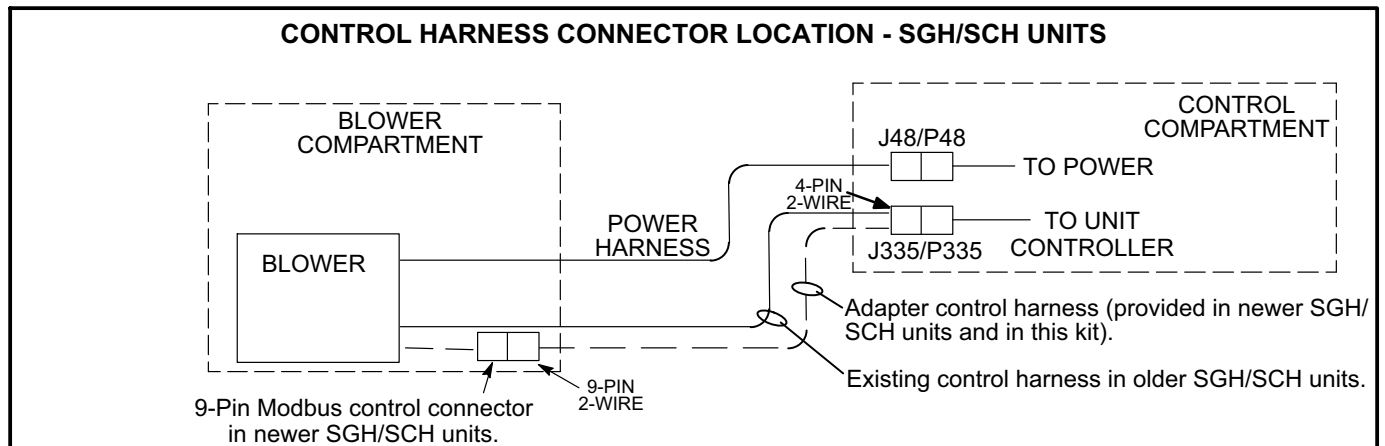 CONTROL HARNESS CONNECTOR LOCATION - SGH/SCH UNITS
BLOWER
COMPARTMENT
CONTROL
COMPARTMENT
J48/P48
TO POWER
4-PIN
2-WIRE
POWER
HARNESS
TO UNIT
CONTROLLER
J335/P335
BLOWER
Adapter control harness (provided in newer SGH/
SCH units and in this kit).
Existing control harness in older SGH/SCH units.
9-PIN
2-WIRE
9-Pin Modbus control connector
in newer SGH/SCH units.